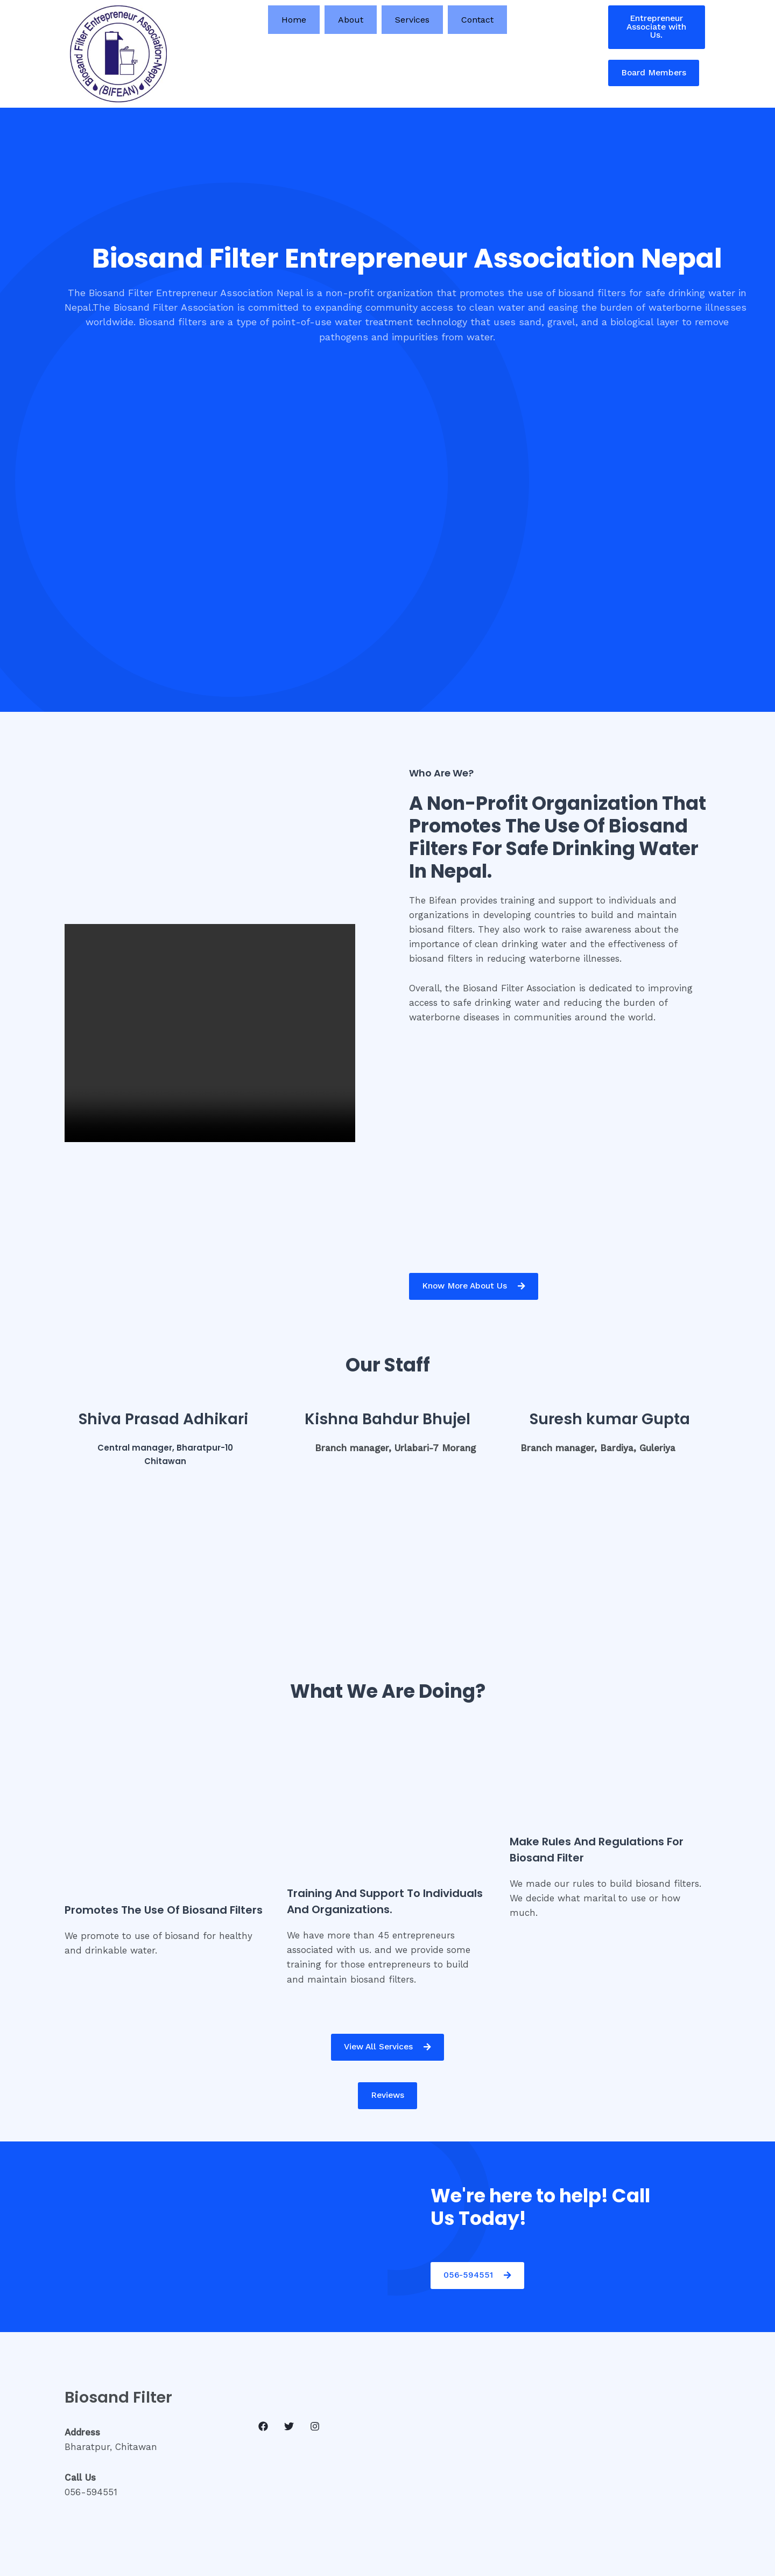 Biosand Filter Entrepreneur Association-Nepal
(BIFEAN)
Home
About
Services
Contact
Entrepreneur
Associate with
Us.
Board Members
Biosand Filter Entrepreneur Association Nepal
The Biosand Filter Entrepreneur Association Nepal is a non-profit organization that promotes the use of biosand filters for safe drinking water in
Nepal.The Biosand Filter Association is committed to expanding community access to clean water and easing the burden of waterborne illnesses
worldwide. Biosand filters are a type of point-of-use water treatment technology that uses sand, gravel, and a biological layer to remove
pathogens and impurities from water.
Who Are We?
A Non-Profit Organization That
Promotes The Use Of Biosand
Filters For Safe Drinking Water
In Nepal.
The Bifean provides training and support to individuals and
organizations in developing countries to build and maintain
biosand filters. They also work to raise awareness about the
importance of clean drinking water and the effectiveness of
biosand filters in reducing waterborne illnesses.
Overall, the Biosand Filter Association is dedicated to improving
access to safe drinking water and reducing the burden of
waterborne diseases in communities around the world.
Know More About Us
Our Staff
Shiva Prasad Adhikari
Central manager, Bharatpur-10
Chitawan
Kishna Bahdur Bhujel
Branch manager, Urlabari-7 Morang
Suresh kumar Gupta
Branch manager, Bardiya, Guleriya
What We Are Doing?
Promotes The Use Of Biosand Filters
We promote to use of biosand for healthy
and drinkable water.
Training And Support To Individuals
And Organizations.
We have more than 45 entrepreneurs
associated with us. and we provide some
training for those entrepreneurs to build
and maintain biosand filters.
Make Rules And Regulations For
Biosand Filter
We made our rules to build biosand filters.
We decide what marital to use or how
much.
View All Services
Reviews
We're here to help! Call
Us Today!
056-594551
Biosand Filter
Address
Bharatpur, Chitawan
Call Us
056-594551